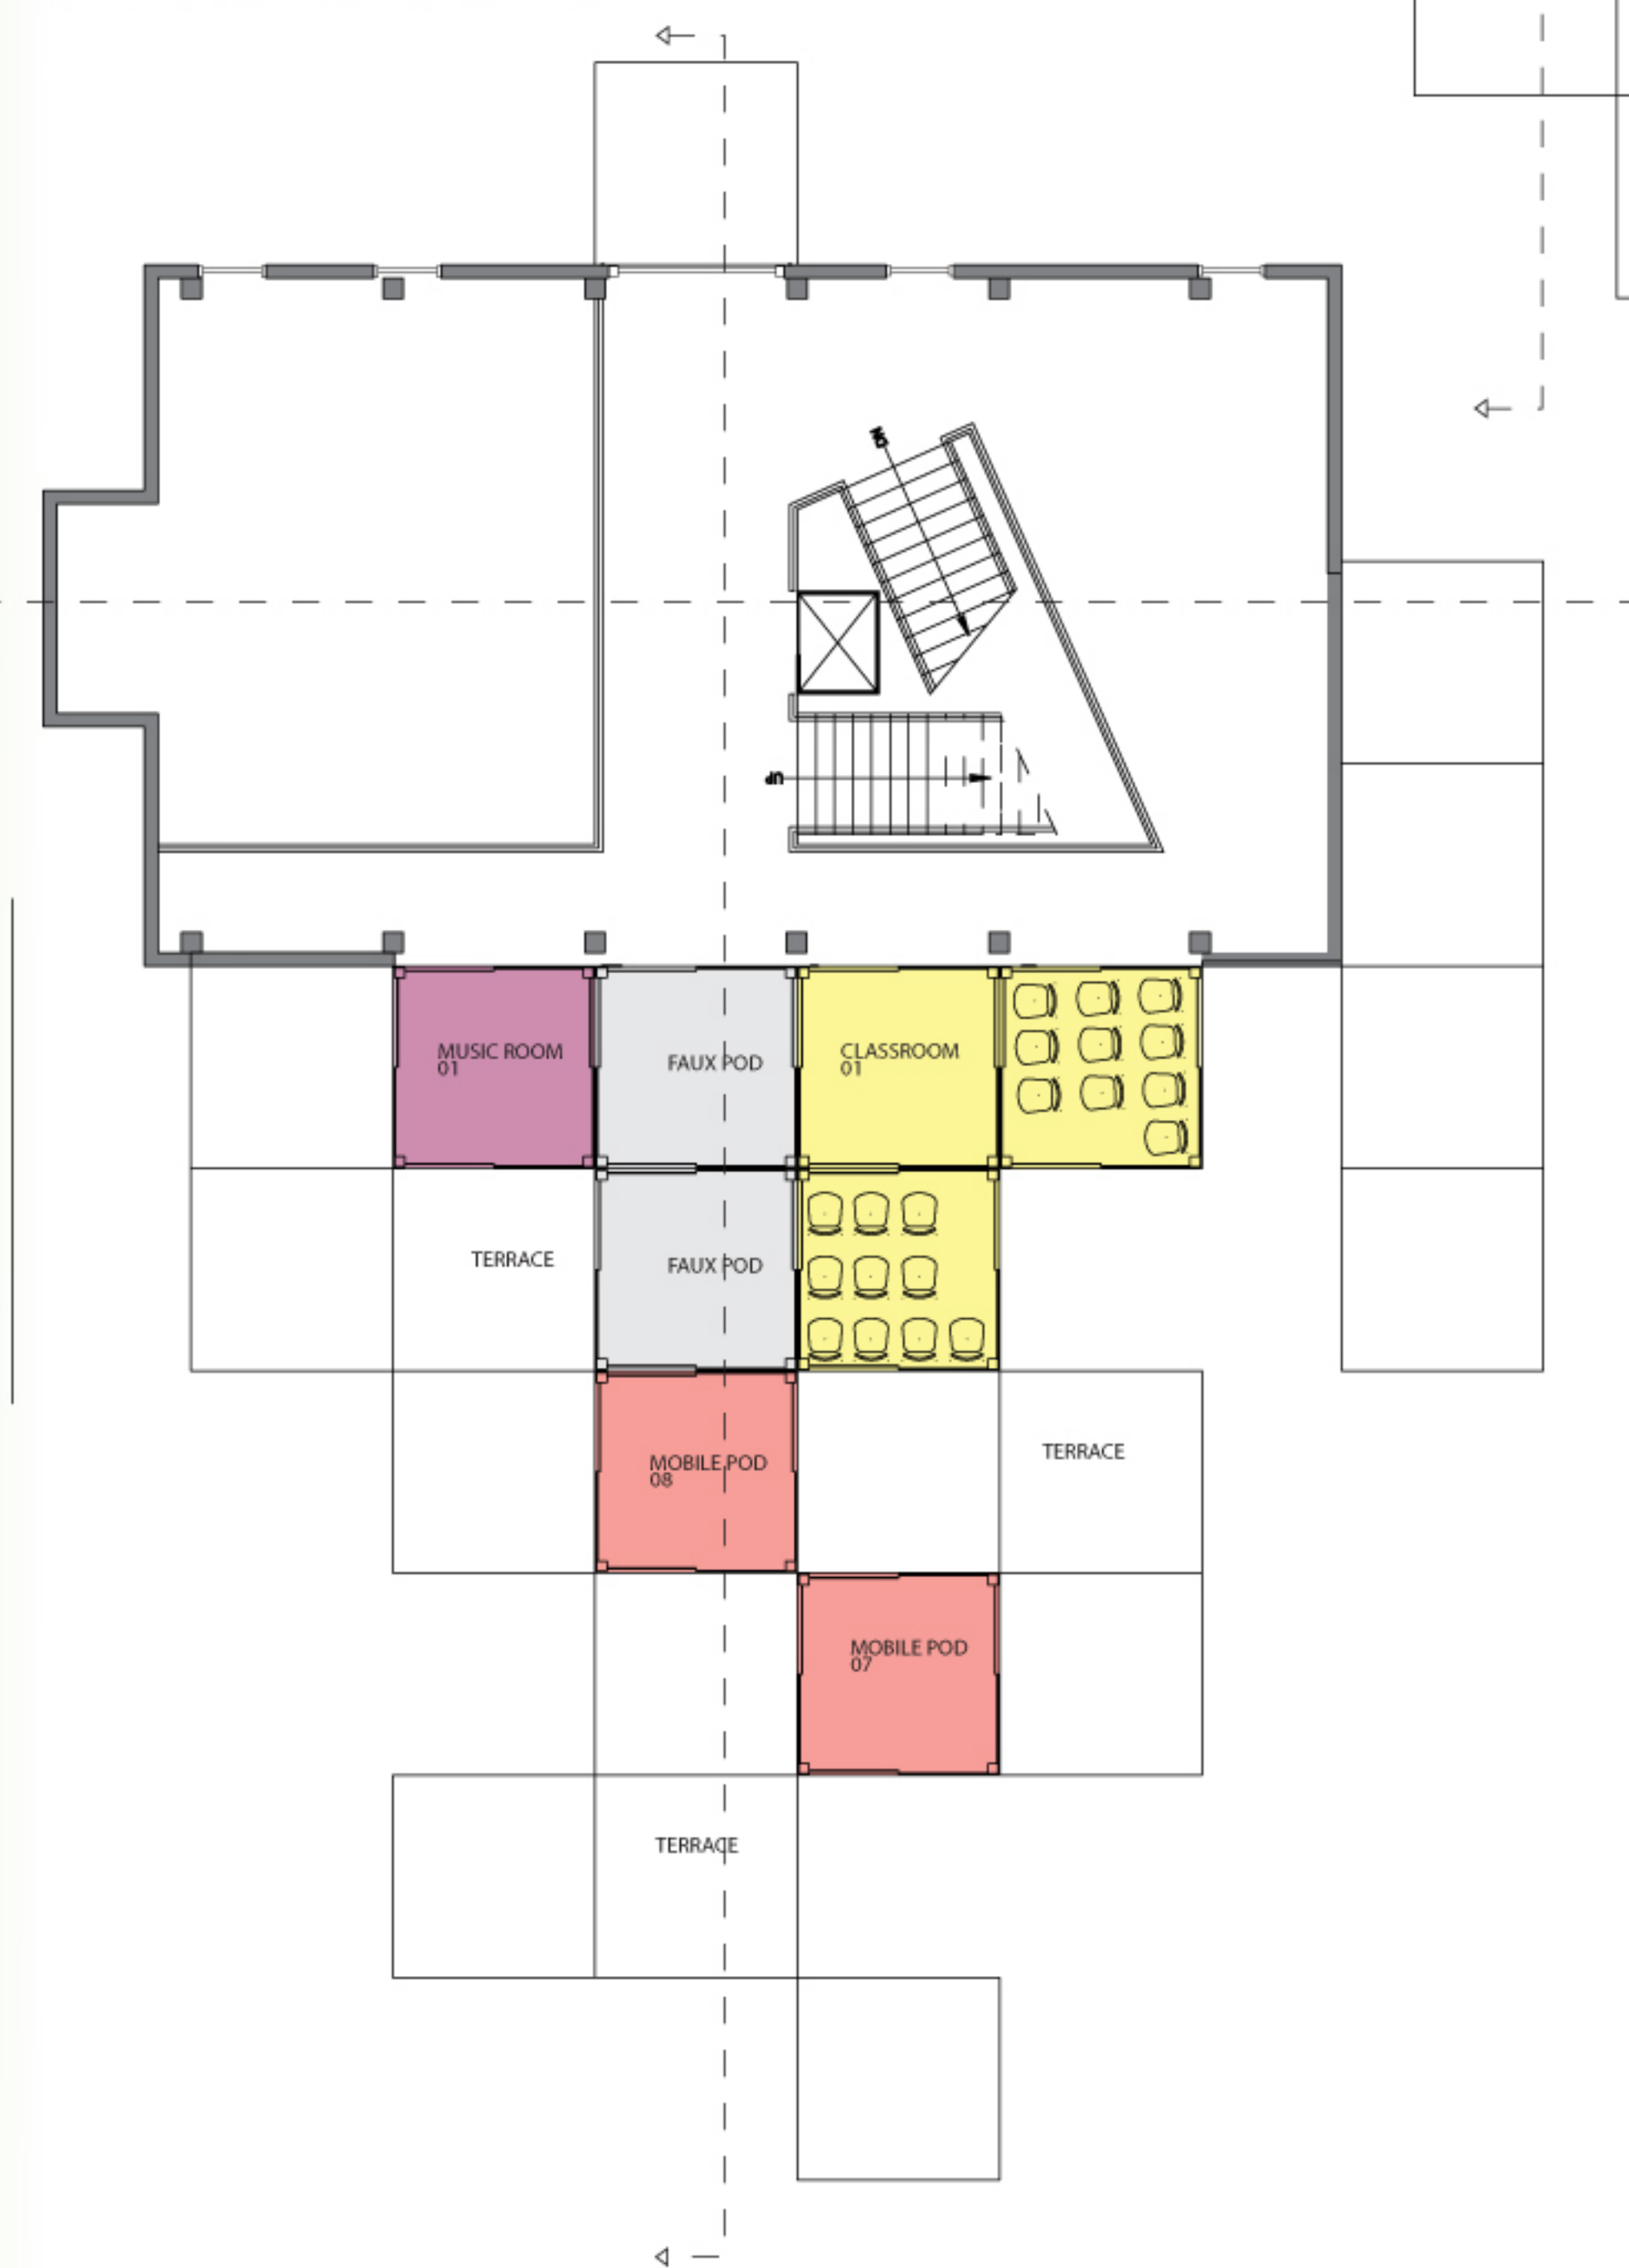 DN
UP
MUSIC ROOM
01
FAUX POD
CLASSROOM
01
TERRACE
FAUX POD
MOBILE POD
08
TERRACE
MOBILE POD
07
TERRACE